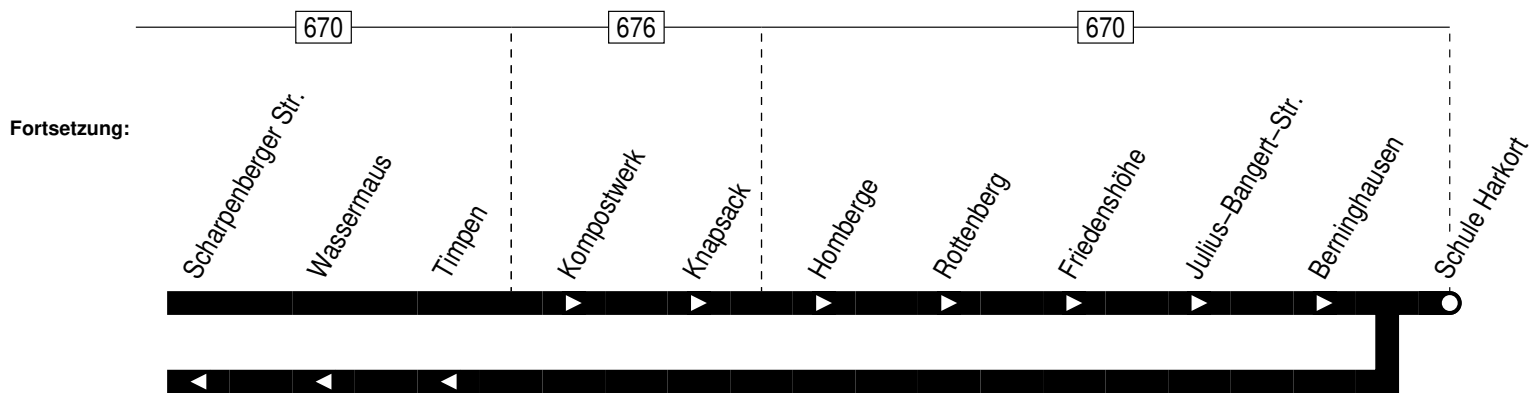 670
676
670
Fortsetzung:
Scharpenberger Str.
Wassermaus
Timpen
Kompostwerk
Knapsack
Homberge
Rottenberg
Friedenshöhe
Julius–Bangert–Str.
Berninghausen
Schule Harkort